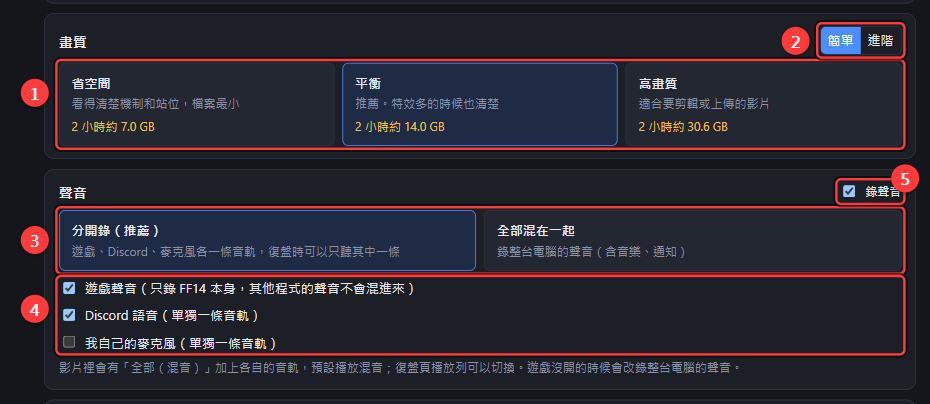 畫質
2
簡單 進階
1
省空間
看得清楚機制和站位，檔案最小
2 小時約 7.0 GB
平衡
推薦。特效多的時候也清楚
2 小時約 14.0 GB
高畫質
適合要剪輯或上傳的影片
2 小時約 30.6 GB
聲音
5
錄聲音
3
分開錄（推薦）
遊戲、Discord、麥克風各一條音軌，復盤時可以只聽其中一條
全部混在一起
錄整台電腦的聲音（含音樂、通知）
4
遊戲聲音（只錄 FF14 本身，其他程式的聲音不會混進來）
Discord 語音（單獨一條音軌）
我自己的麥克風（單獨一條音軌）
影片裡會有「全部（混音）」加上各自的音軌，預設播放混音；復盤頁播放列可以切換。遊戲沒開的時候會改錄整台電腦的聲音。